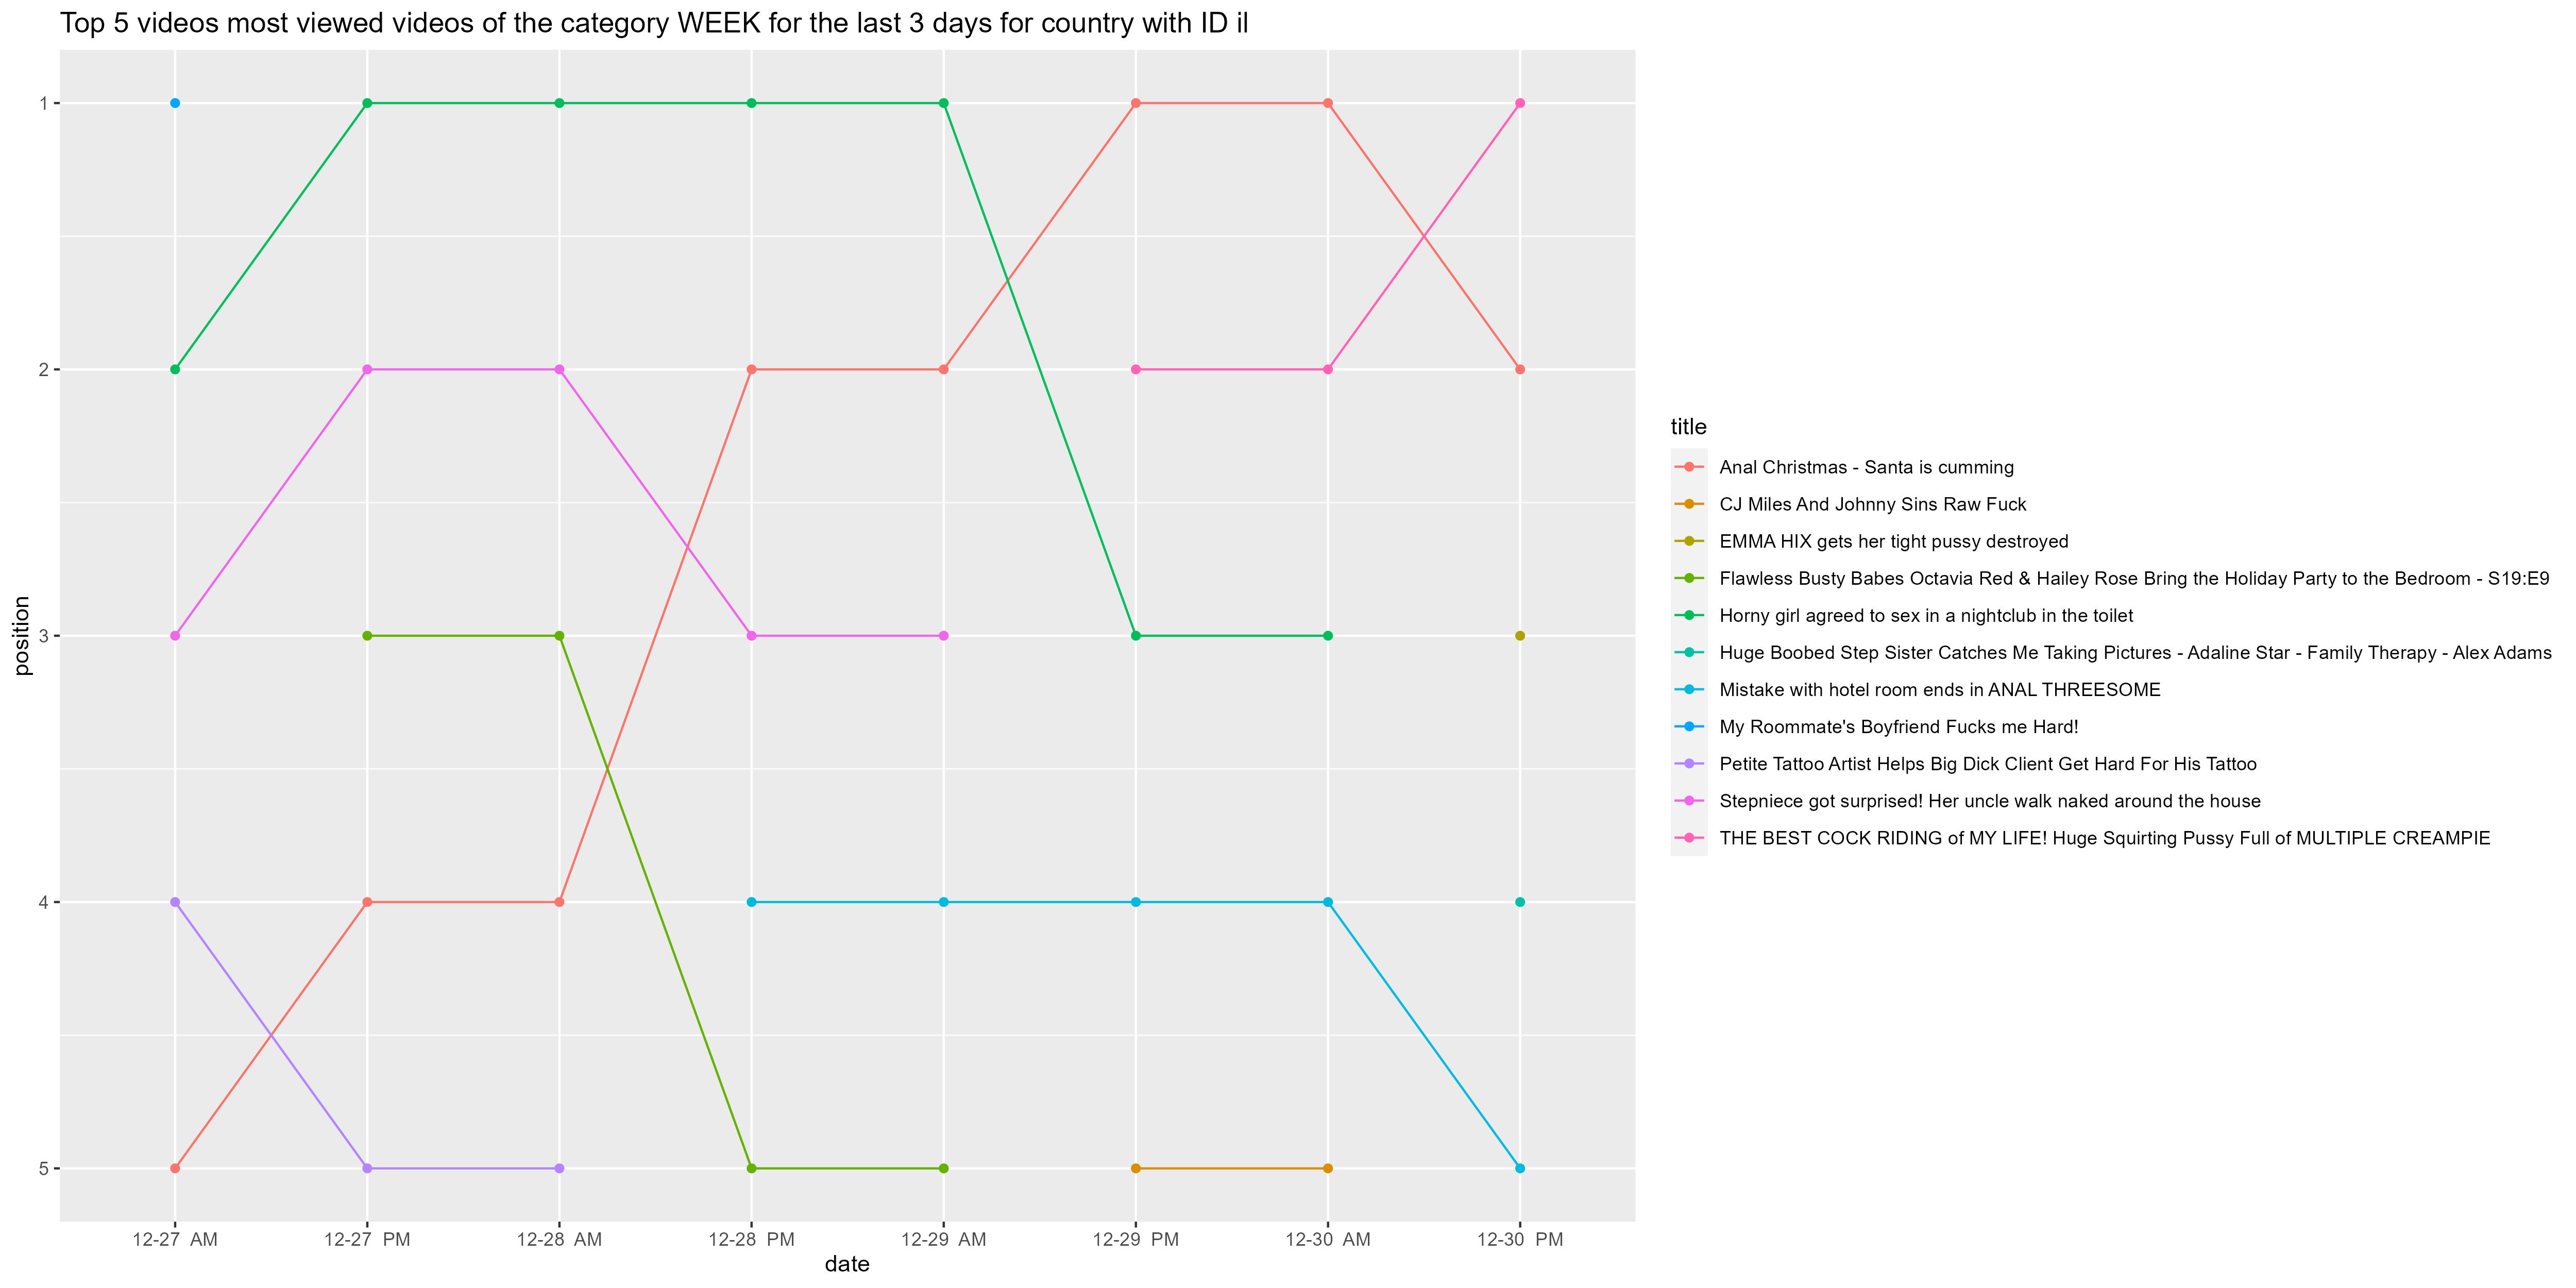 Top 5 videos most viewed videos of the category WEEK for the last 3 days for country with ID il
position
1
2
3
4
5
12-27 AM
12-27 PM
12-28 AM
12-28 PM
12-29 AM
12-29 PM
12-30 AM
12-30 PM
date
title
Anal Christmas - Santa is cumming
CJ Miles And Johnny Sins Raw Fuck
EMMA HIX gets her tight pussy destroyed
Flawless Busty Babes Octavia Red & Hailey Rose Bring the Holiday Party to the Bedroom - S19:E9
Horny girl agreed to sex in a nightclub in the toilet
Huge Boobed Step Sister Catches Me Taking Pictures - Adaline Star - Family Therapy - Alex Adams
Mistake with hotel room ends in ANAL THREESOME
My Roommate's Boyfriend Fucks me Hard!
Petite Tattoo Artist Helps Big Dick Client Get Hard For His Tattoo
Stepniece got surprised! Her uncle walk naked around the house
THE BEST COCK RIDING of MY LIFE! Huge Squirting Pussy Full of MULTIPLE CREAMPIE